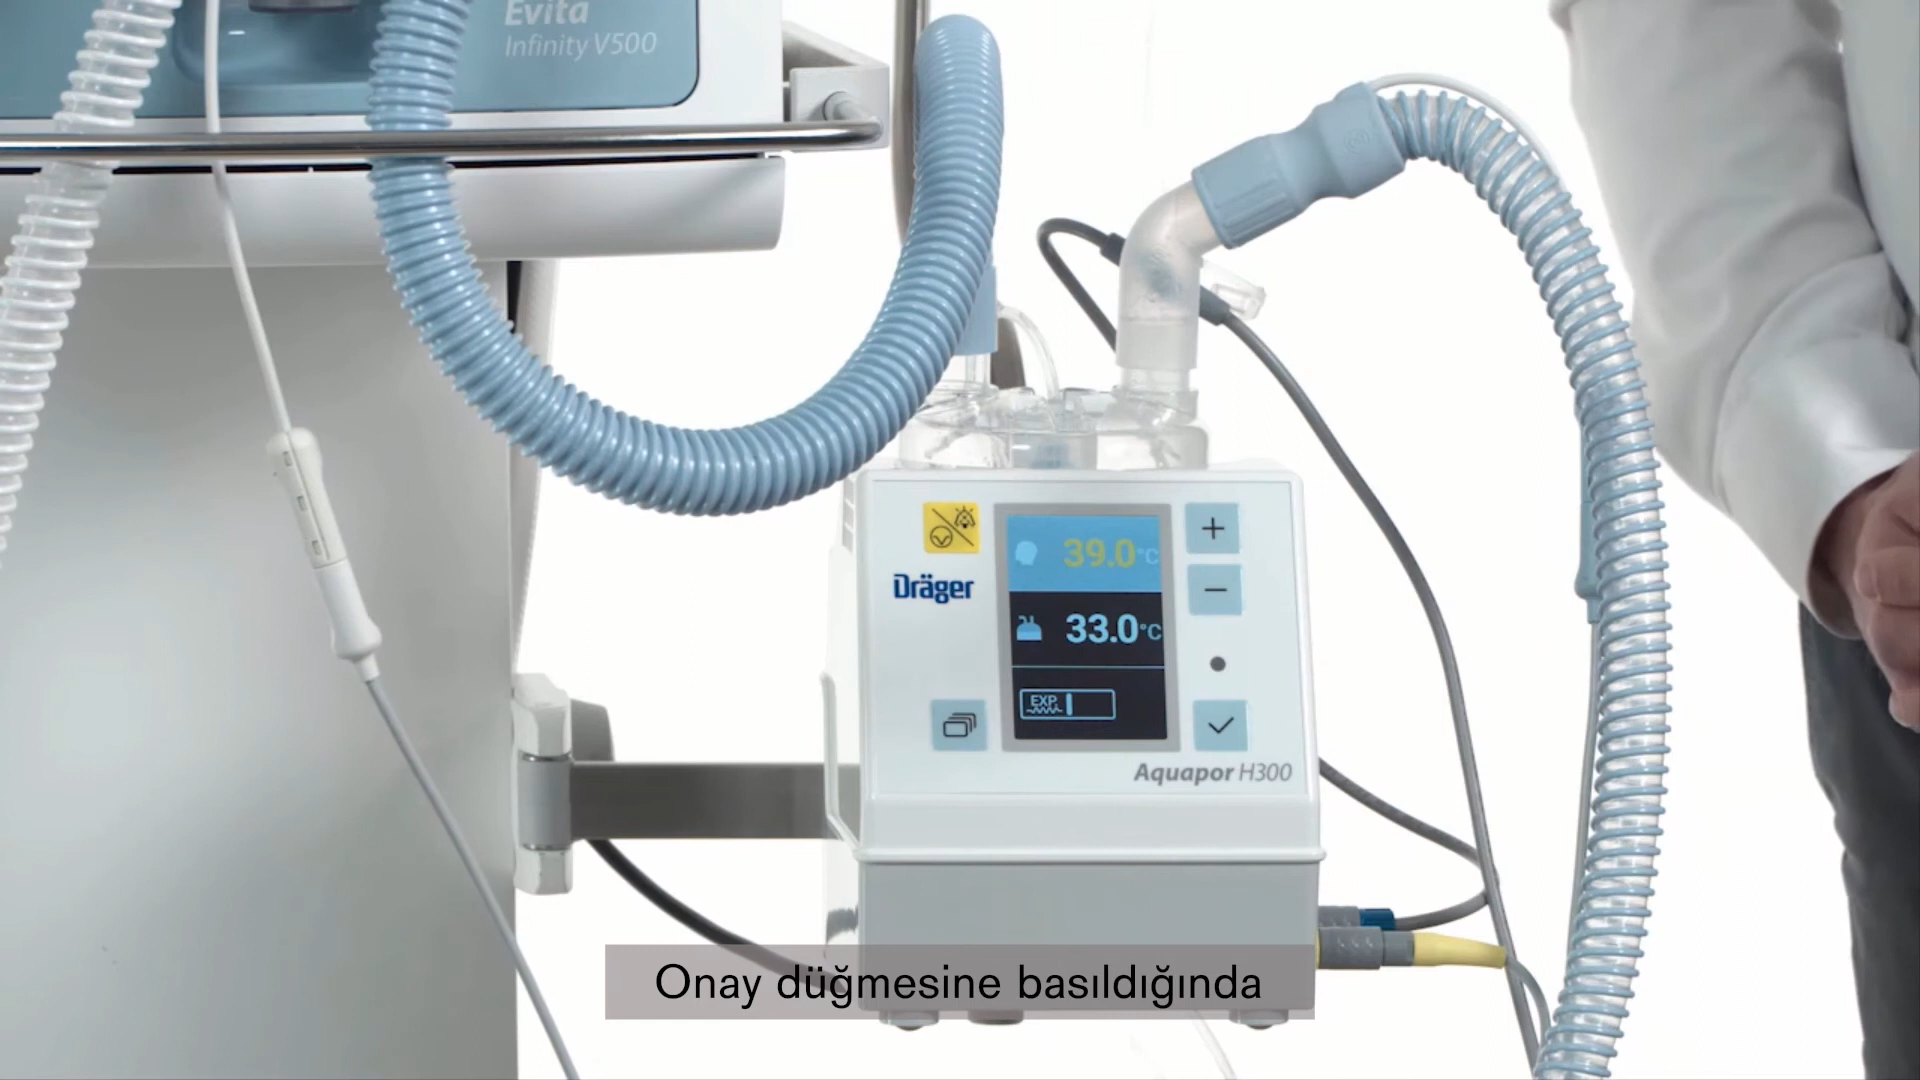 Evita
Infinity V500
39.0°C
Dräger
33.0°C
EXP.
Aquapor H300
Onay düğmesine basıldığında